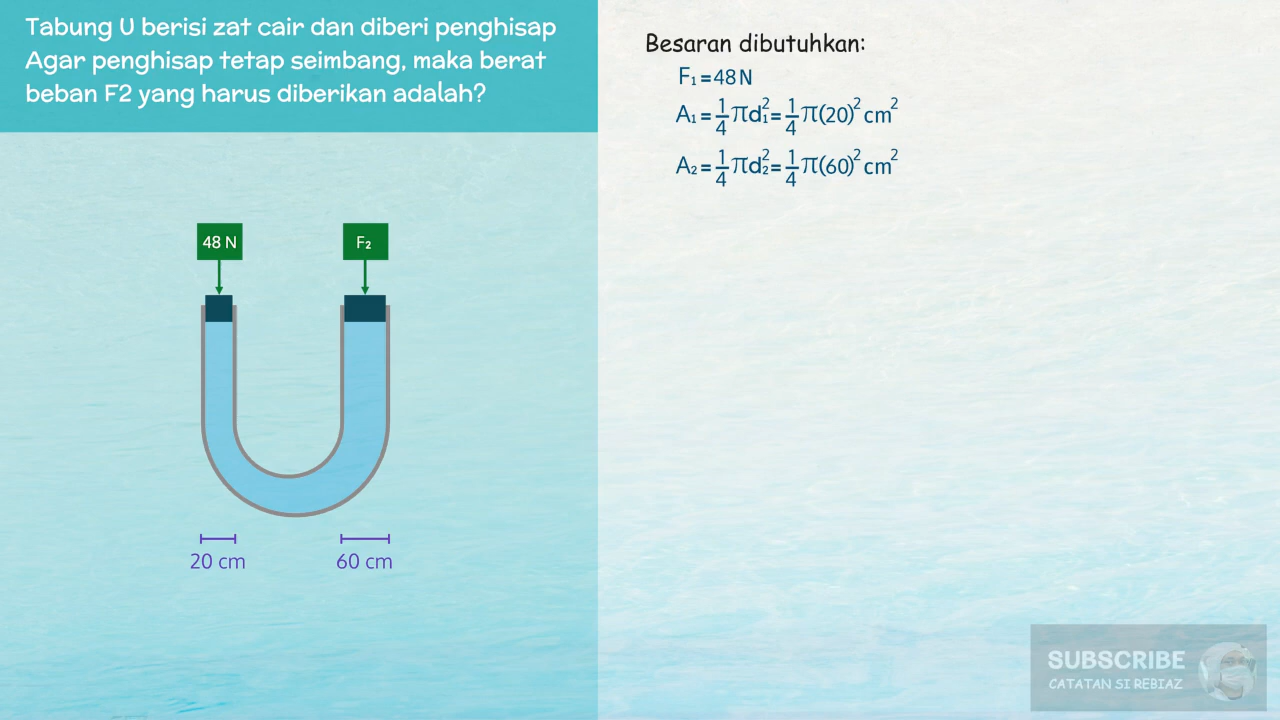 Tabung U berisi zat cair dan diberi penghisap
Agar penghisap tetap seimbang, maka berat
beban F2 yang harus diberikan adalah?
48 N
F₂
20 cm
60 cm
Besaran dibutuhkan:
F₁ = 48 N
A₁ = 1/4 πd₁² = 1/4 π(20)² cm²
A₂ = 1/4 πd₂² = 1/4 π(60)² cm²
SUBSCRIBE
CATATAN SI REBIAZ